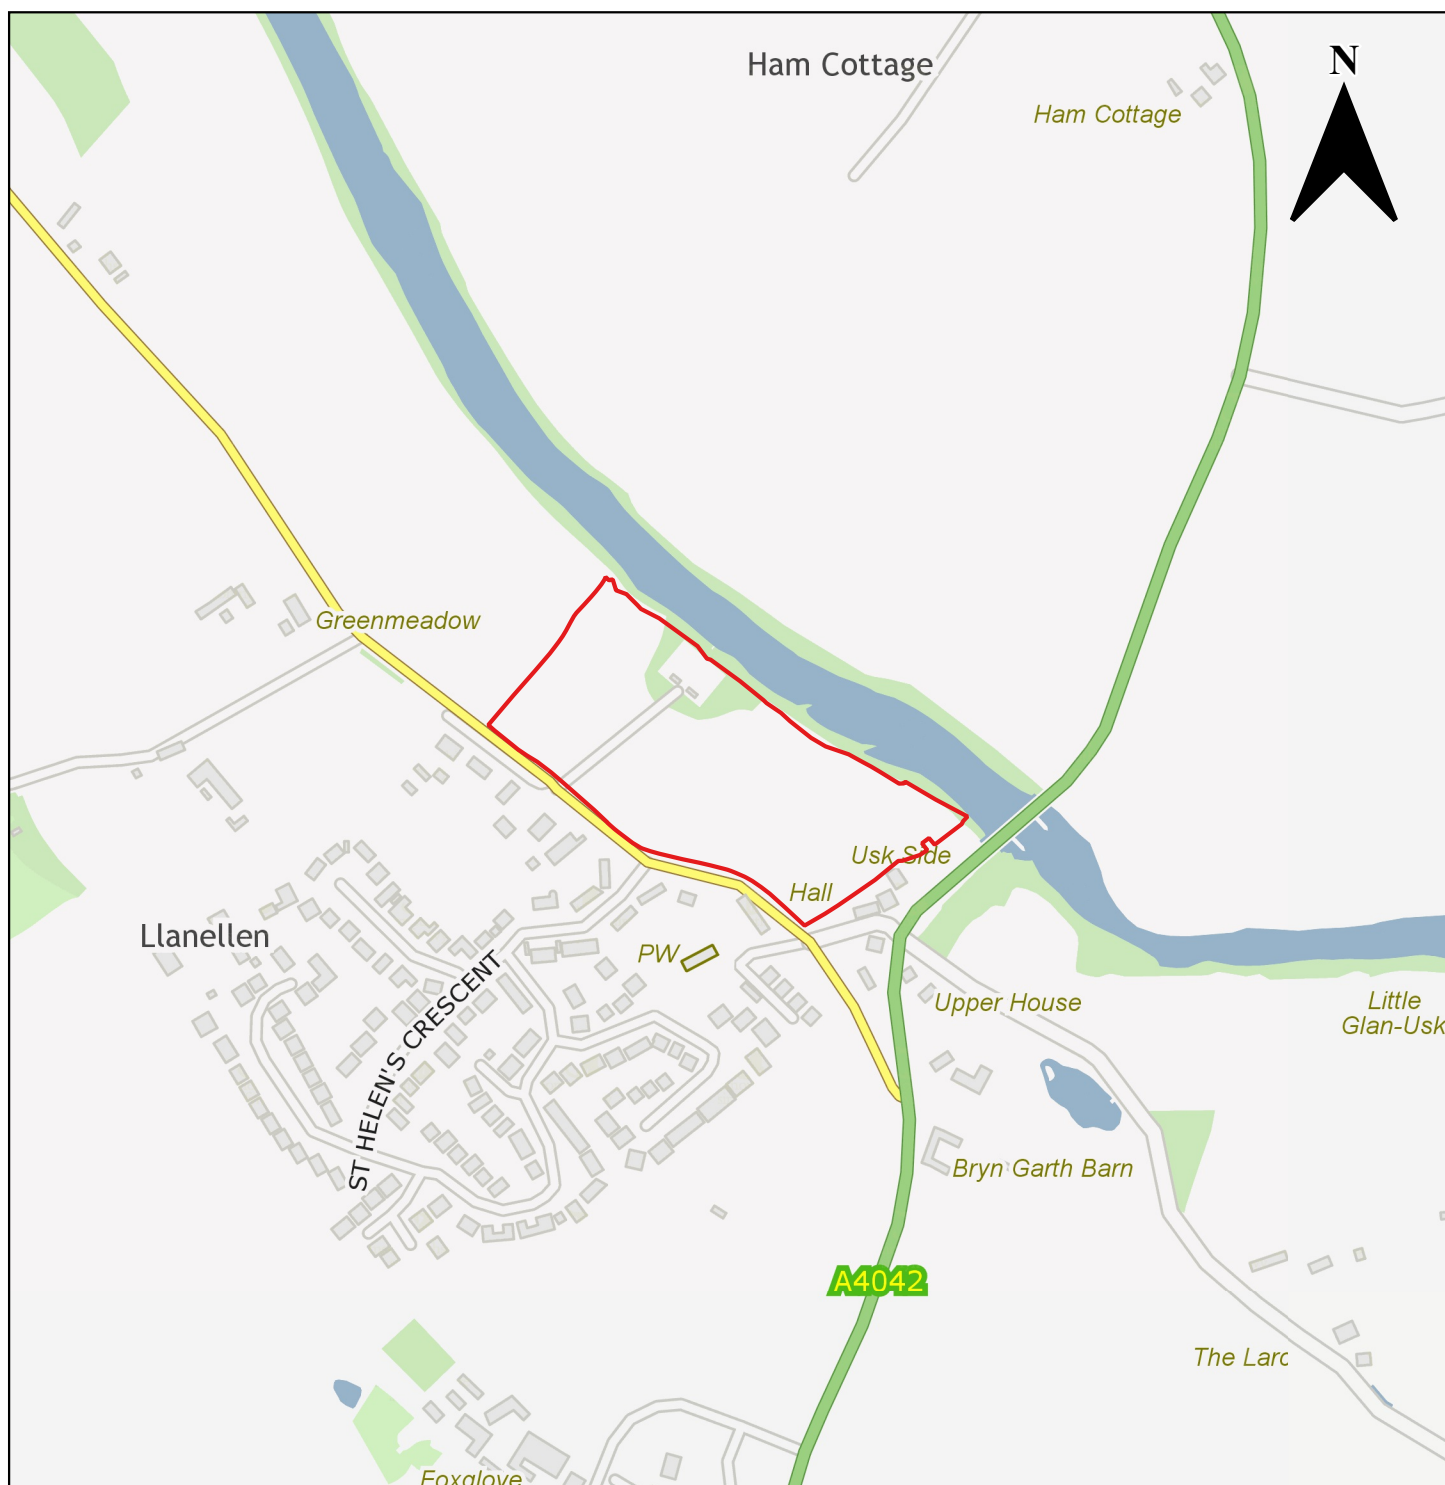 N
Ham Cottage
Ham Cottage
Greenmeadow
Usk Side
Hall
Llanellen
PW
ST HELEN'S CRESCENT
Upper House
Little
Glan-Usk
Bryn Garth Barn
A4042
The Larc
Foxglove